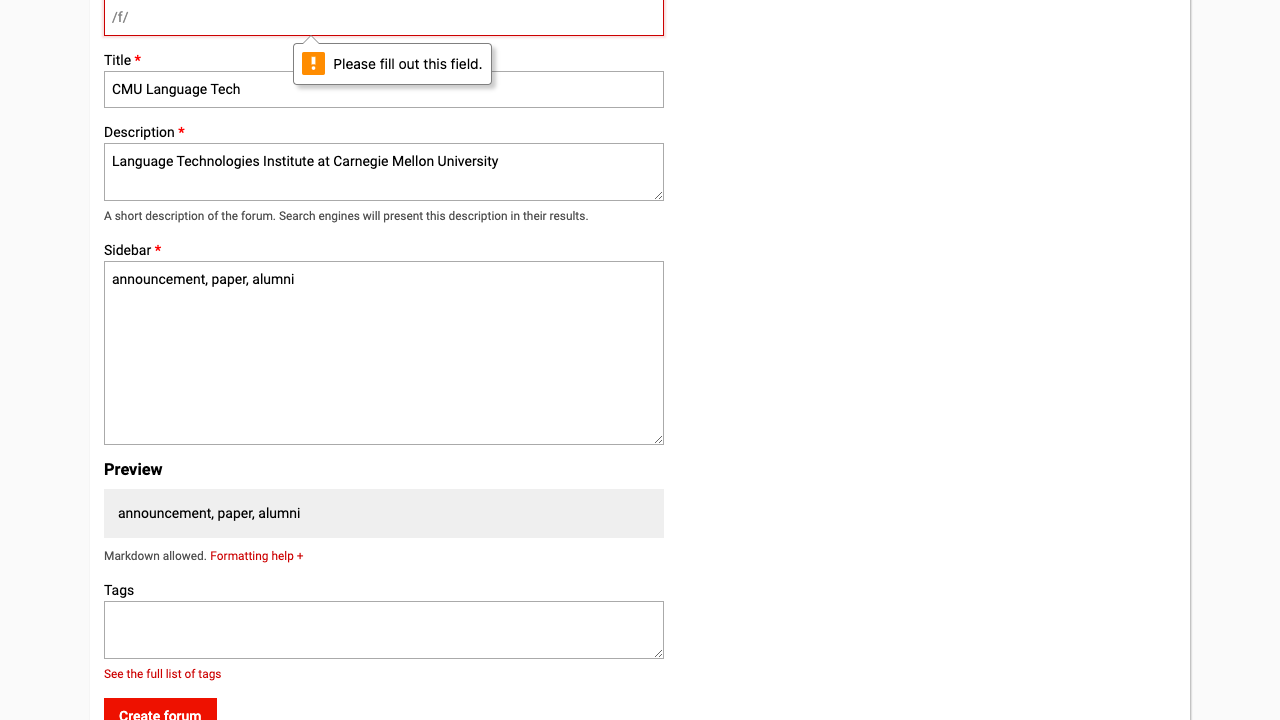 /f/
Please fill out this field.
Title *
CMU Language Tech
Description *
Language Technologies Institute at Carnegie Mellon University
A short description of the forum. Search engines will present this description in their results.
Sidebar *
announcement, paper, alumni
Preview
announcement, paper, alumni
Markdown allowed. Formatting help +
Tags
See the full list of tags
Create forum